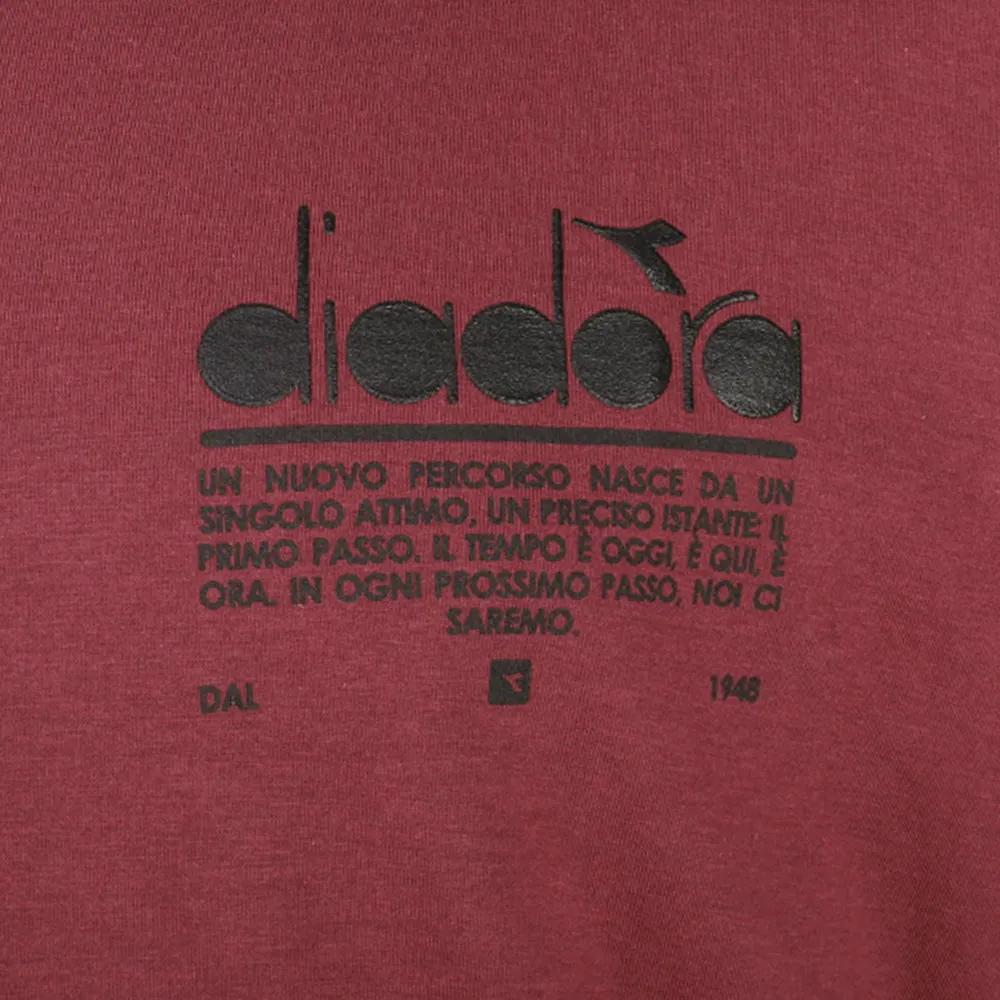 diadora
UN NUOVO PERCORSO NASCE DA UN
SINGOLO ATTIMO, UN PRECISO ISTANTE: IL
PRIMO PASSO. IL TEMPO È OGGI, È QUI, È
ORA. IN OGNI PROSSIMO PASSO, NOI CI
SAREMO.
DAL 1948